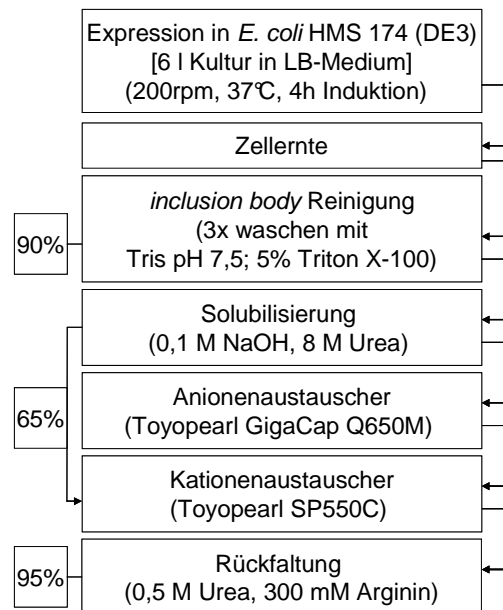 Expression in E. coli HMS 174 (DE3)
[6 l Kultur in LB-Medium]
(200rpm, 37°C, 4h Induktion)
Zellernte
inclusion body Reinigung
(3x waschen mit
Tris pH 7,5; 5% Triton X-100)
90%
Solubilisierung
(0,1 M NaOH, 8 M Urea)
Anionenaustauscher
(Toyopearl GigaCap Q650M)
65%
Kationenaustauscher
(Toyopearl SP550C)
Rückfaltung
(0,5 M Urea, 300 mM Arginin)
95%